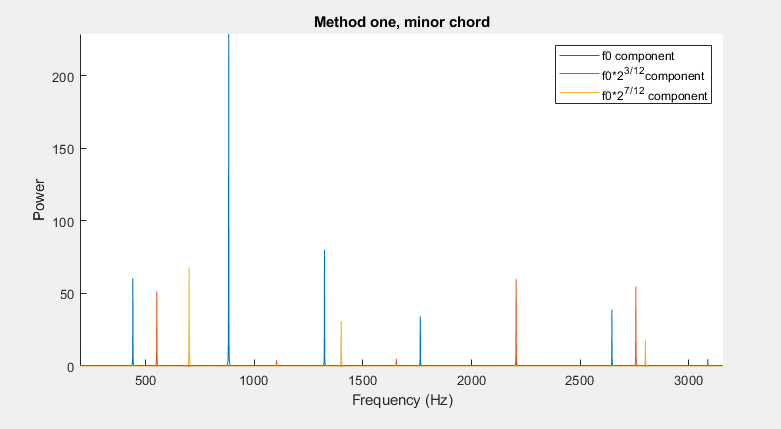 Method one, minor chord
f0 component
f0*2^3/12component
f0*2^7/12 component
200
150
100
50
0
Power
500
1000
1500
2000
2500
3000
Frequency (Hz)